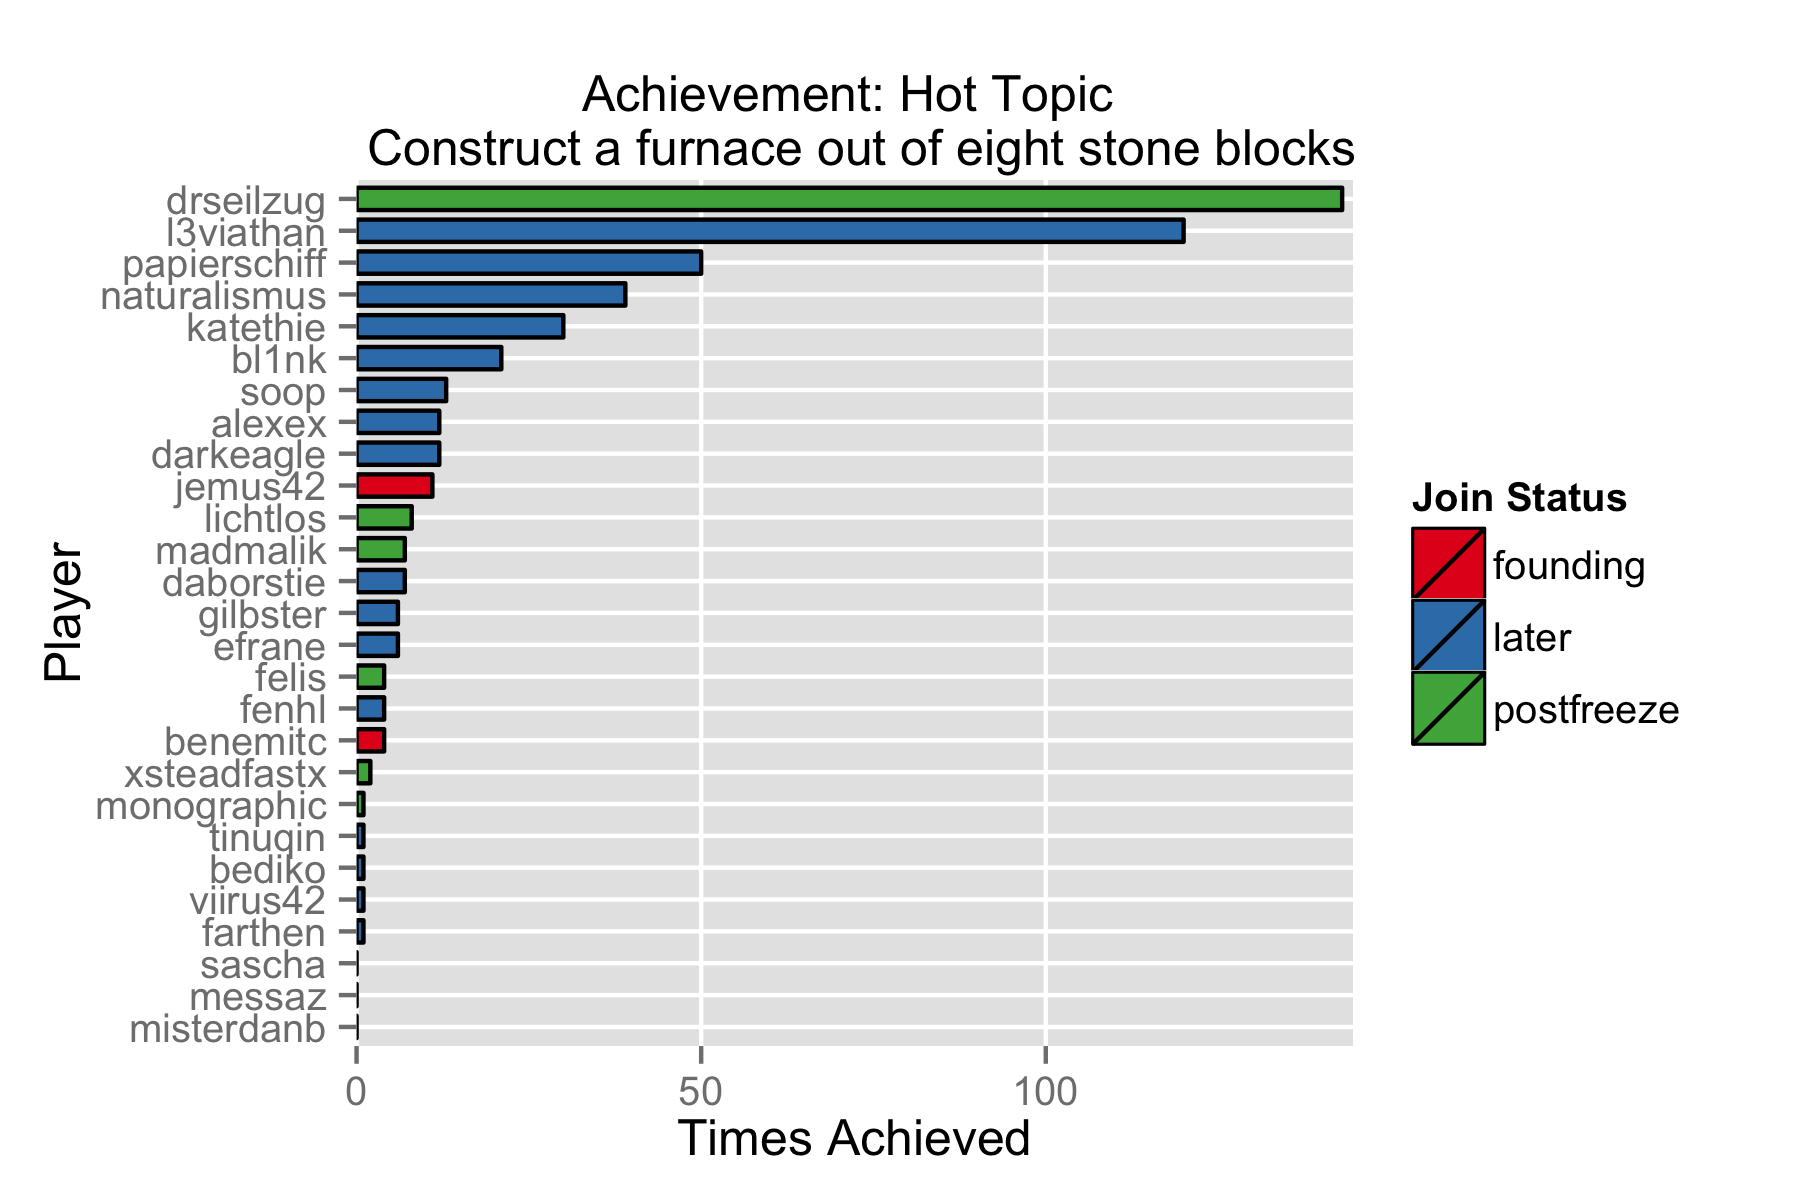 Achievement: Hot Topic
Construct a furnace out of eight stone blocks
Player
drseilzug
l3viathan
papierschiff
naturalismus
katethie
bl1nk
soop
alexex
darkeagle
jemus42
lichtlos
madmalik
daborstie
gilbster
efrane
felis
fenhl
benemitc
xsteadfastx
monographic
tinuqin
bediko
viirus42
farthen
sascha
messaz
misterdanb
0 50 100
Times Achieved
Join Status
founding
later
postfreeze